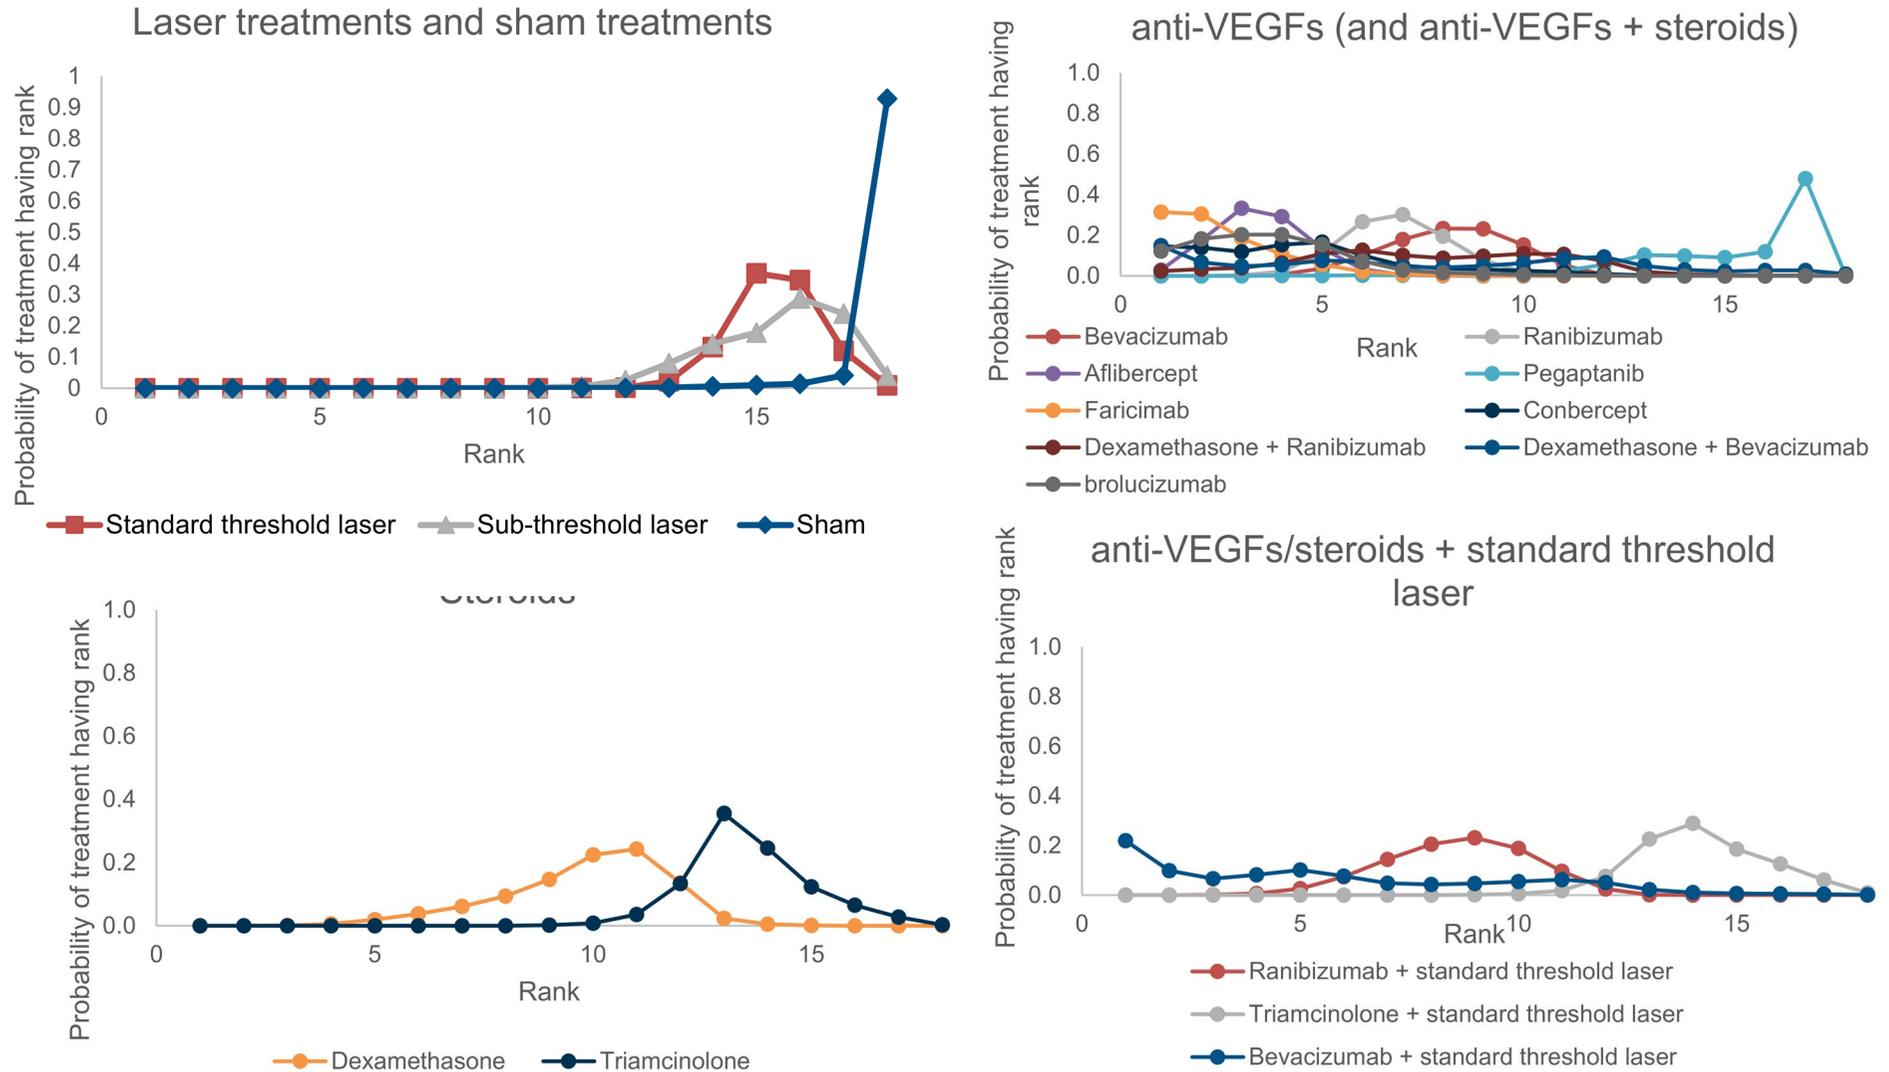 Laser treatments and sham treatments
Probability of treatment having rank
1
0.9
0.8
0.7
0.6
0.5
0.4
0.3
0.2
0.1
0
0 5 10 15
Rank
Standard threshold laser Sub-threshold laser Sham
anti-VEGFs (and anti-VEGFs + steroids)
Probability of treatment having
rank
1.0
0.8
0.6
0.4
0.2
0.0
0 5 10 15
Rank
Bevacizumab Ranibizumab
Aflibercept Pegaptanib
Faricimab Conbercept
Dexamethasone + Ranibizumab Dexamethasone + Bevacizumab
brolucizumab
Steroids
Probability of treatment having rank
1.0
0.8
0.6
0.4
0.2
0.0
0 5 10 15
Rank
Dexamethasone Triamcinolone
anti-VEGFs/steroids + standard threshold
laser
Probability of treatment having rank
1.0
0.8
0.6
0.4
0.2
0.0
0 5 10 15
Rank
Ranibizumab + standard threshold laser
Triamcinolone + standard threshold laser
Bevacizumab + standard threshold laser